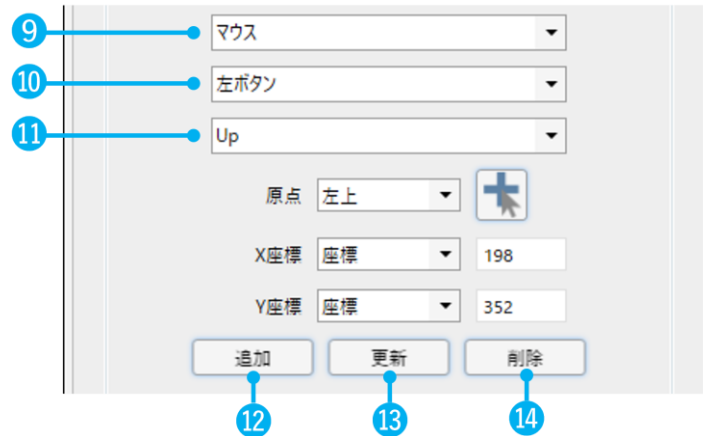 9 マウス
10 左ボタン
11 Up
原点 左上
X座標 座標 198
Y座標 座標 352
追加 更新 削除
12 13 14